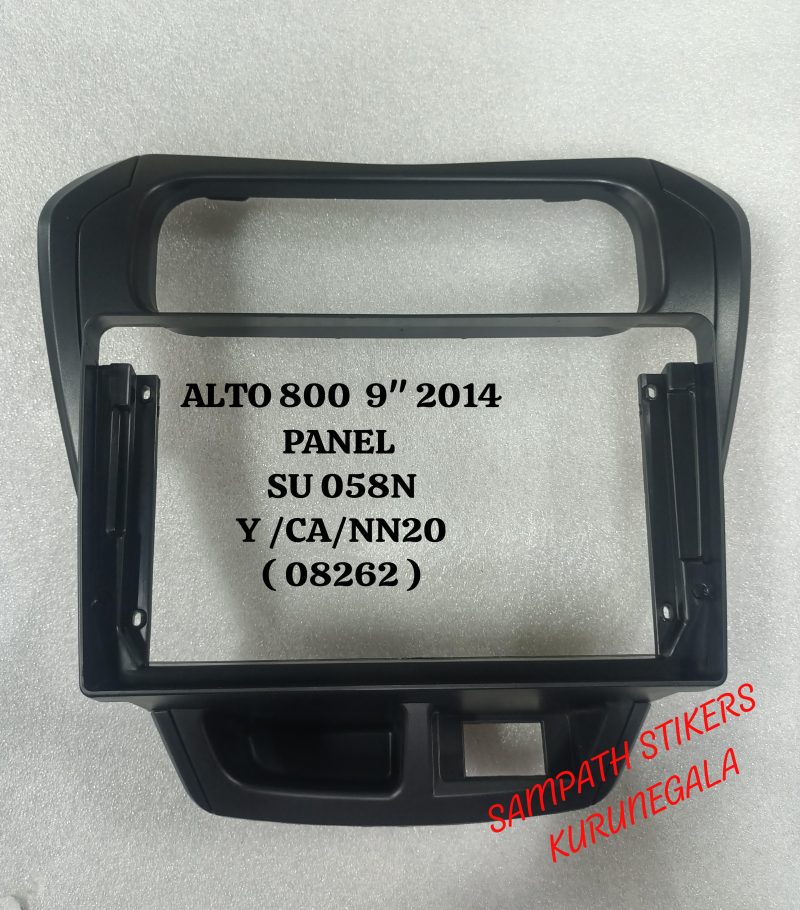 ALTO 800 9" 2014
PANEL
SU 058N
Y /CA/NN20
( 08262 )
SAMPATH STIKERS
KURUNEGALA